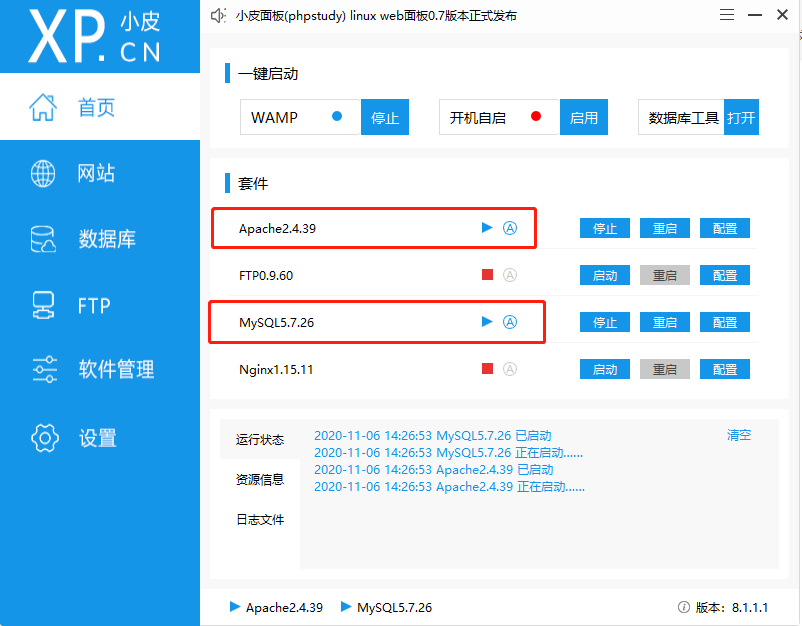 XP.CN 小皮
小皮面板(phpstudy) linux web面板0.7版本正式发布
首页
网站
数据库
FTP
软件管理
设置
一键启动
WAMP 停止 开机自启 启用 数据库工具 打开
套件
Apache2.4.39 停止 重启 配置
FTP0.9.60 启动 重启 配置
MySQL5.7.26 停止 重启 配置
Nginx1.15.11 启动 重启 配置
运行状态
资源信息
日志文件
2020-11-06 14:26:53 MySQL5.7.26 已启动 清空
2020-11-06 14:26:53 MySQL5.7.26 正在启动......
2020-11-06 14:26:53 Apache2.4.39 已启动
2020-11-06 14:26:53 Apache2.4.39 正在启动......
Apache2.4.39 MySQL5.7.26 版本：8.1.1.1